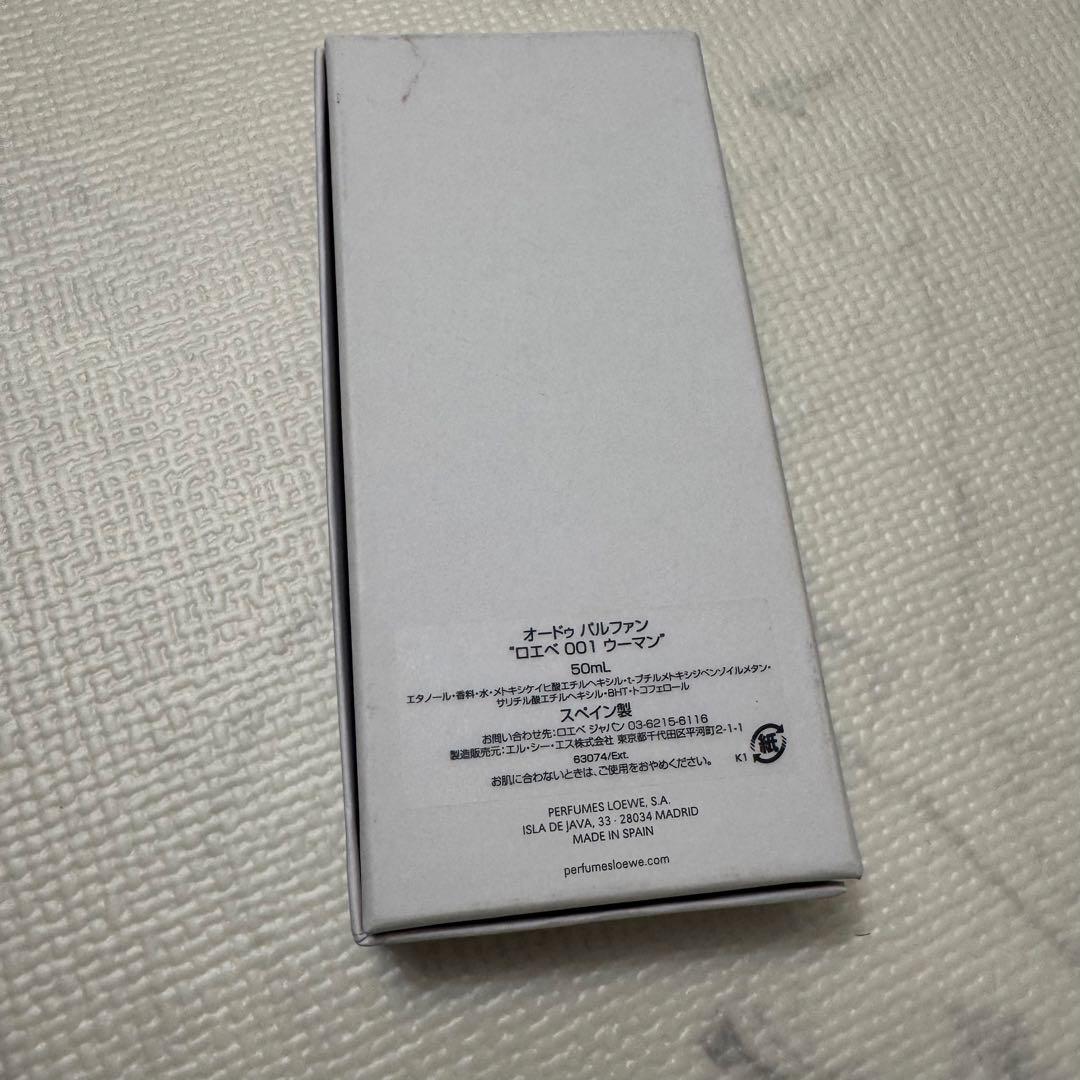 オードゥ パルファン
"ロエベ 001 ウーマン"
50mL
エタノール・香料・水・メトキシケイヒ酸エチルヘキシル・t-ブチルメトキシジベンゾイルメタン・
サリチル酸エチルヘキシル・BHT・トコフェロール
スペイン製
お問い合わせ先：ロエベ ジャパン 03-6215-6116
製造販売元：エル・シー・エス株式会社 東京都千代田区平河町2-1-1
63074/Ext.
お肌に合わないときは、ご使用をおやめください。
K1 紙
PERFUMES LOEWE, S.A.
ISLA DE JAVA, 33 · 28034 MADRID
MADE IN SPAIN
perfumesloewe.com